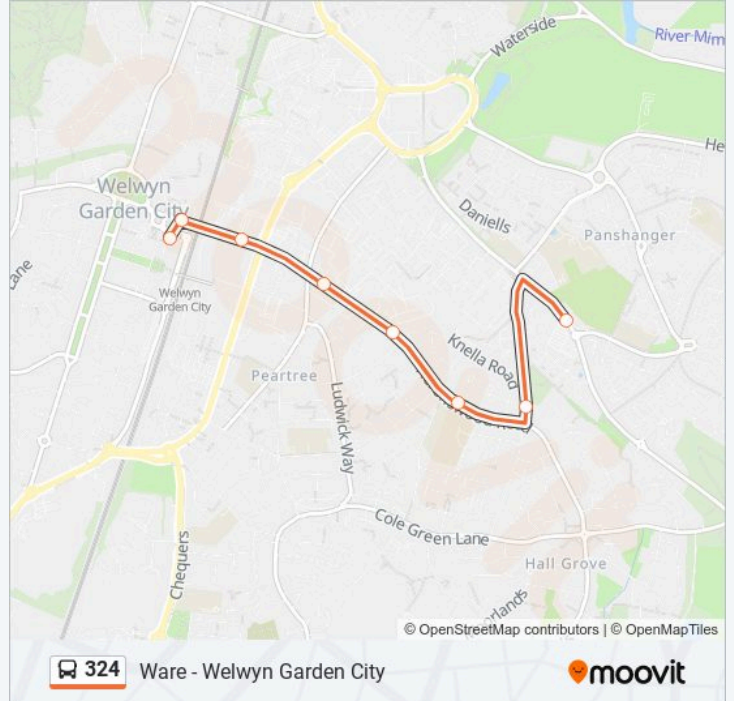 Waterside
River Mim
He
Welwyn
Garden City
Daniells
Panshanger
Lane
Welwyn
Garden City
Knella Road
Peartree
Ludwick Way
Cole Green Lane
Hall Grove
Chequers
© OpenStreetMap contributors | © OpenMapTiles
324 Ware - Welwyn Garden City
moovit